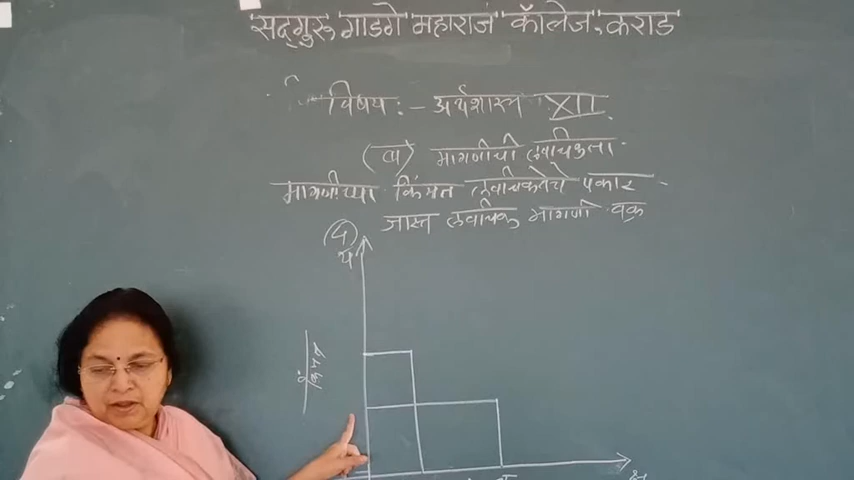 सद्गुरू गाडगे महाराज कॉलेज, कराड
विषय :- अर्थशास्त्र XII
(ब) मागणीची लवचिकता
मागणीच्या किंमत लवचिकतेचे प्रकार
जास्त लवचिक मागणी वक्र
य
किंमत